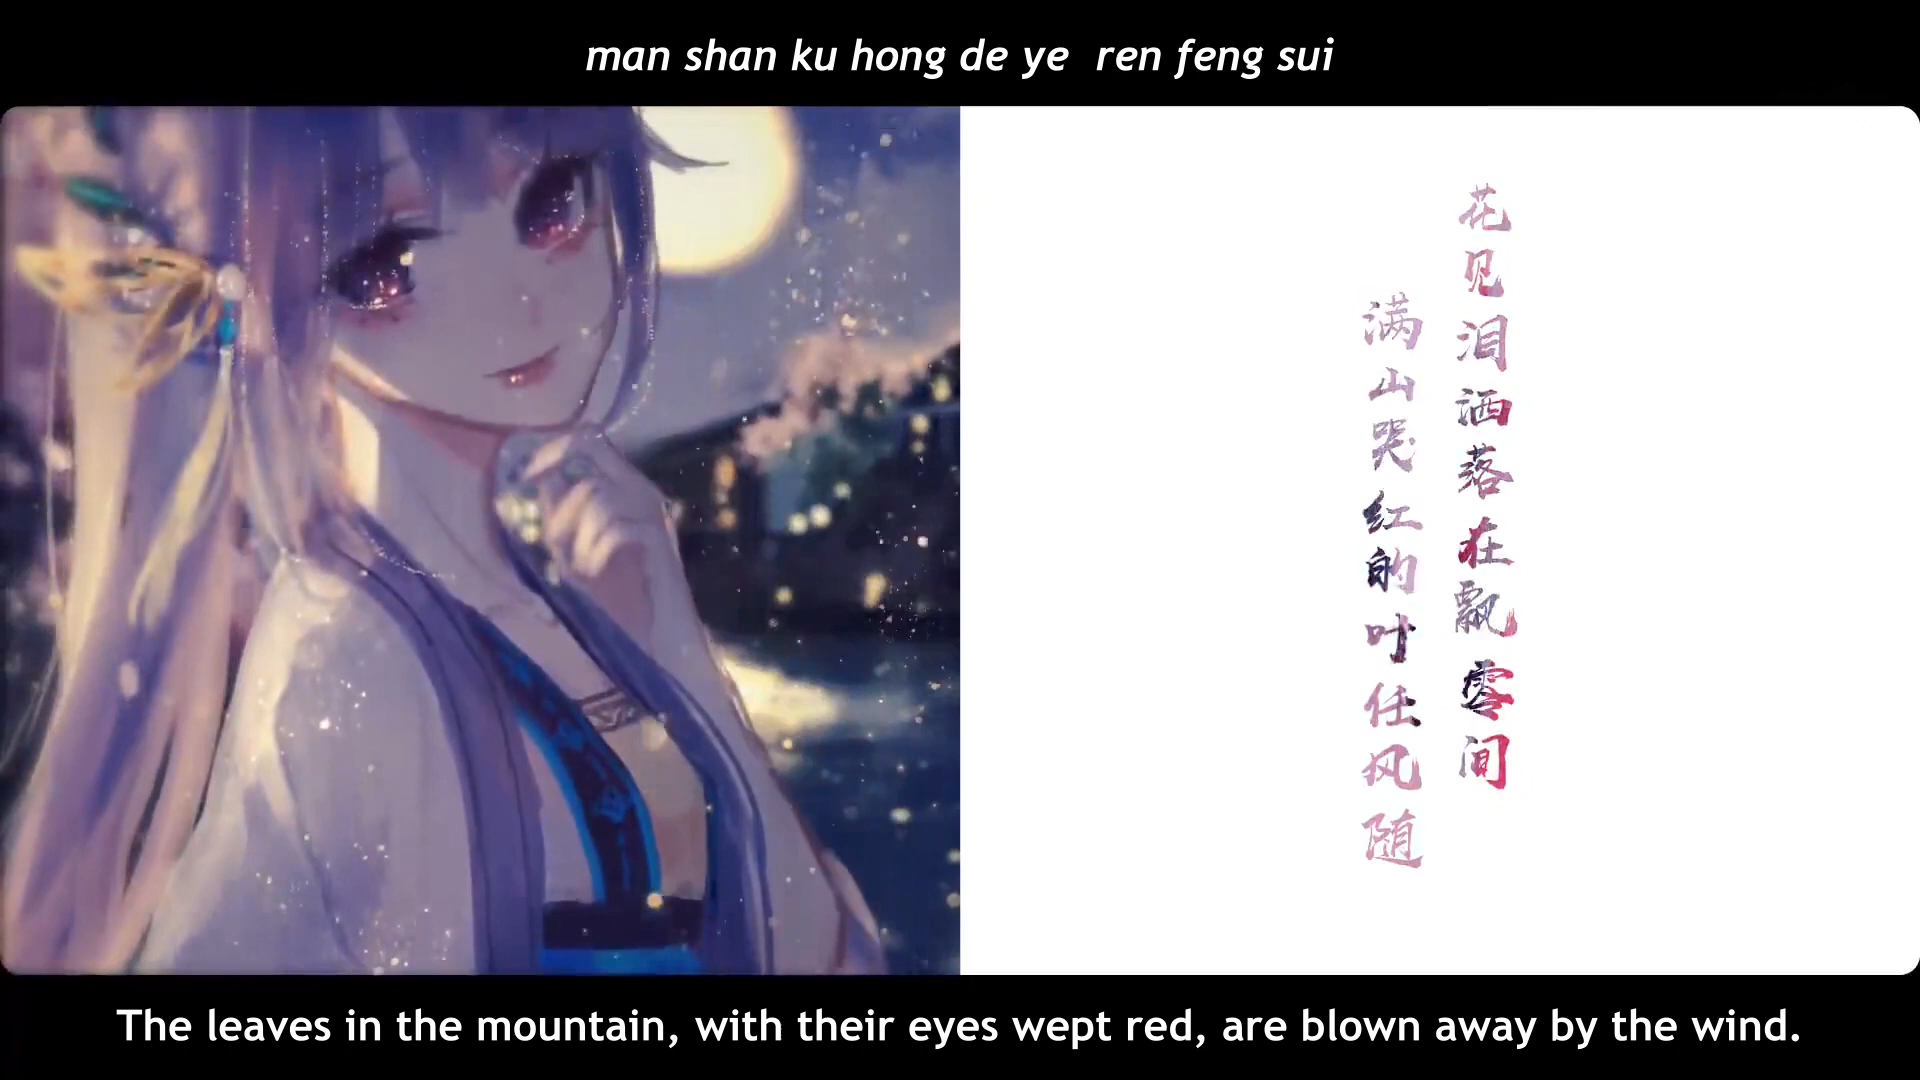 man shan ku hong de ye  ren feng sui
花见泪洒落在飘零间
满山哭红的叶任风随
The leaves in the mountain, with their eyes wept red, are blown away by the wind.